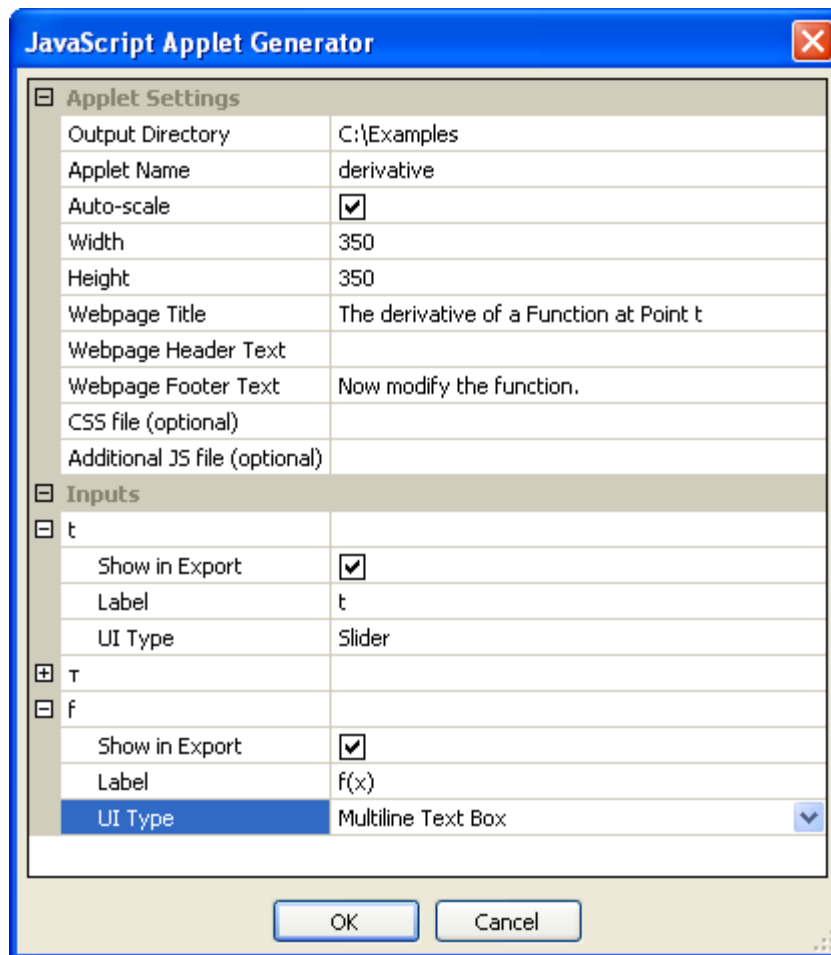 JavaScript Applet Generator
Applet Settings
Output Directory C:\Examples
Applet Name derivative
Auto-scale
Width 350
Height 350
Webpage Title The derivative of a Function at Point t
Webpage Header Text
Webpage Footer Text Now modify the function.
CSS file (optional)
Additional JS file (optional)
Inputs
t
Show in Export
Label t
UI Type Slider
τ
f
Show in Export
Label f(x)
UI Type Multiline Text Box
OK Cancel